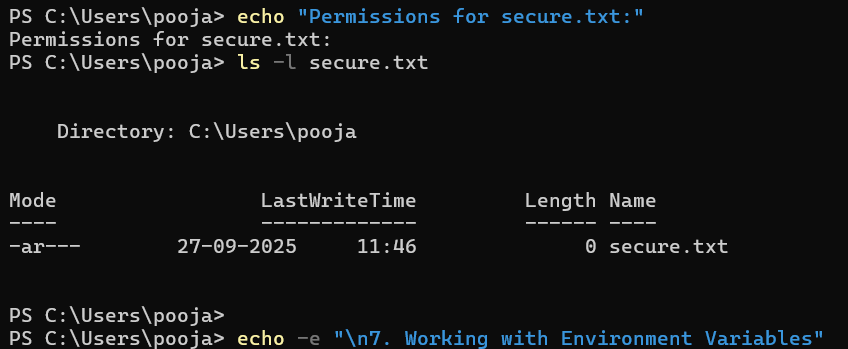 PS C:\Users\pooja> echo "Permissions for secure.txt:"
Permissions for secure.txt:
PS C:\Users\pooja> ls -l secure.txt
Directory: C:\Users\pooja
Mode                 LastWriteTime         Length Name
----                 -------------         ------ ----
-ar---        27-09-2025     11:46              0 secure.txt
PS C:\Users\pooja>
PS C:\Users\pooja> echo -e "\n7. Working with Environment Variables"